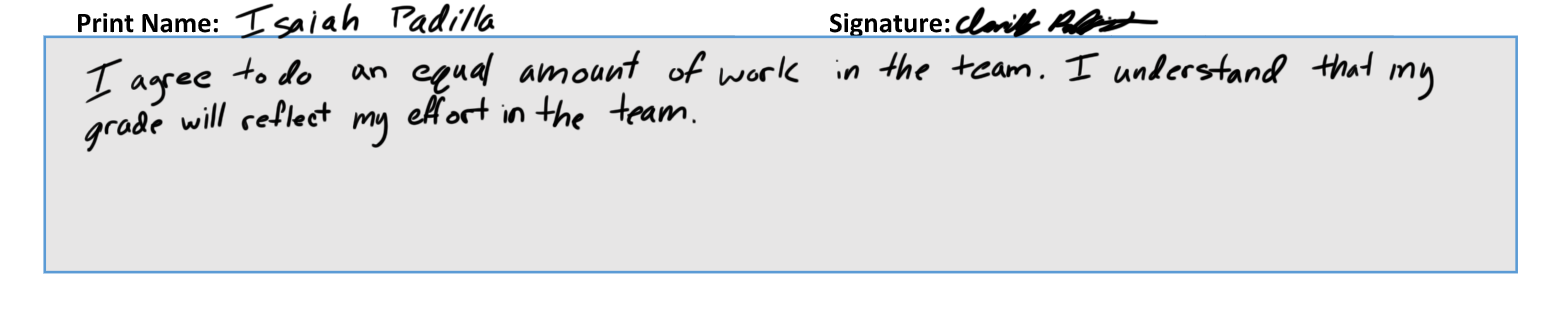 Print Name: Isaiah Padilla Signature:
I agree to do an equal amount of work in the team. I understand that my
grade will reflect my effort in the team.